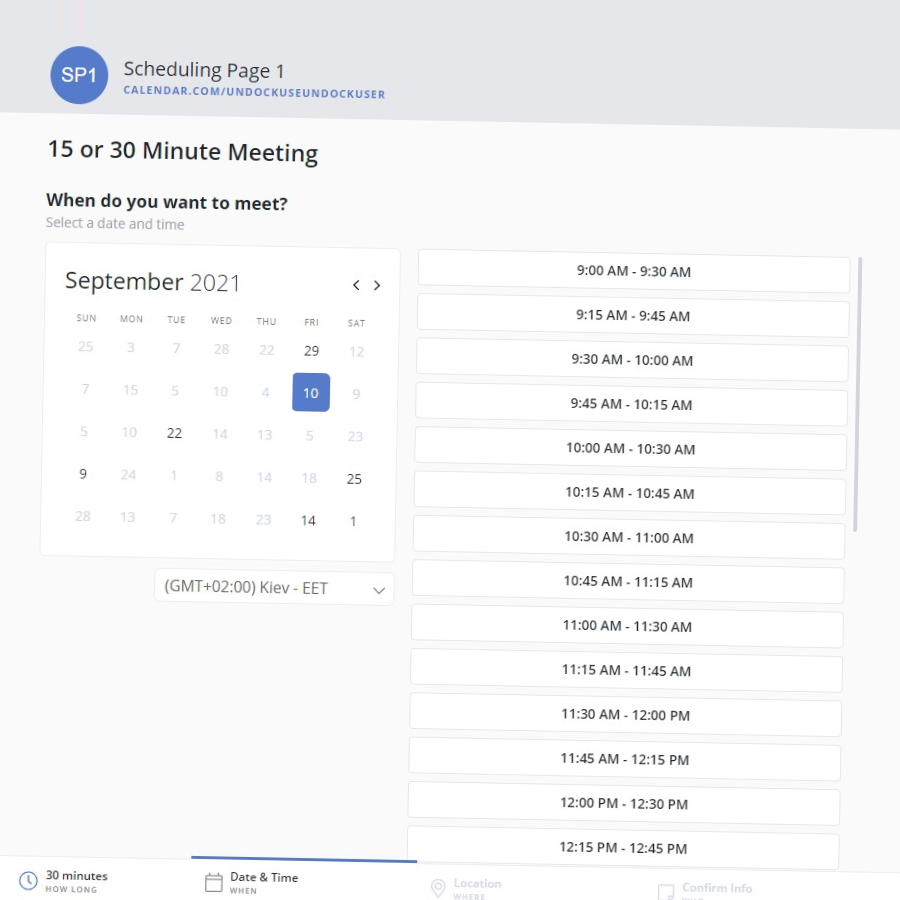 SP1
Scheduling Page 1
CALENDAR.COM/UNDOCKUSEUNDOCKUSER
15 or 30 Minute Meeting
When do you want to meet?
Select a date and time
September 2021
SUN MON TUE WED THU FRI SAT
25 3 7 28 22 29 12
7 15 5 10 4 10 9
5 10 22 14 13 5 23
9 24 1 8 14 18 25
28 13 7 18 23 14 1
(GMT+02:00) Kiev - EET
9:00 AM - 9:30 AM
9:15 AM - 9:45 AM
9:30 AM - 10:00 AM
9:45 AM - 10:15 AM
10:00 AM - 10:30 AM
10:15 AM - 10:45 AM
10:30 AM - 11:00 AM
10:45 AM - 11:15 AM
11:00 AM - 11:30 AM
11:15 AM - 11:45 AM
11:30 AM - 12:00 PM
11:45 AM - 12:15 PM
12:00 PM - 12:30 PM
12:15 PM - 12:45 PM
30 minutes
HOW LONG
Date & Time
WHEN
Location
WHERE
Confirm Info